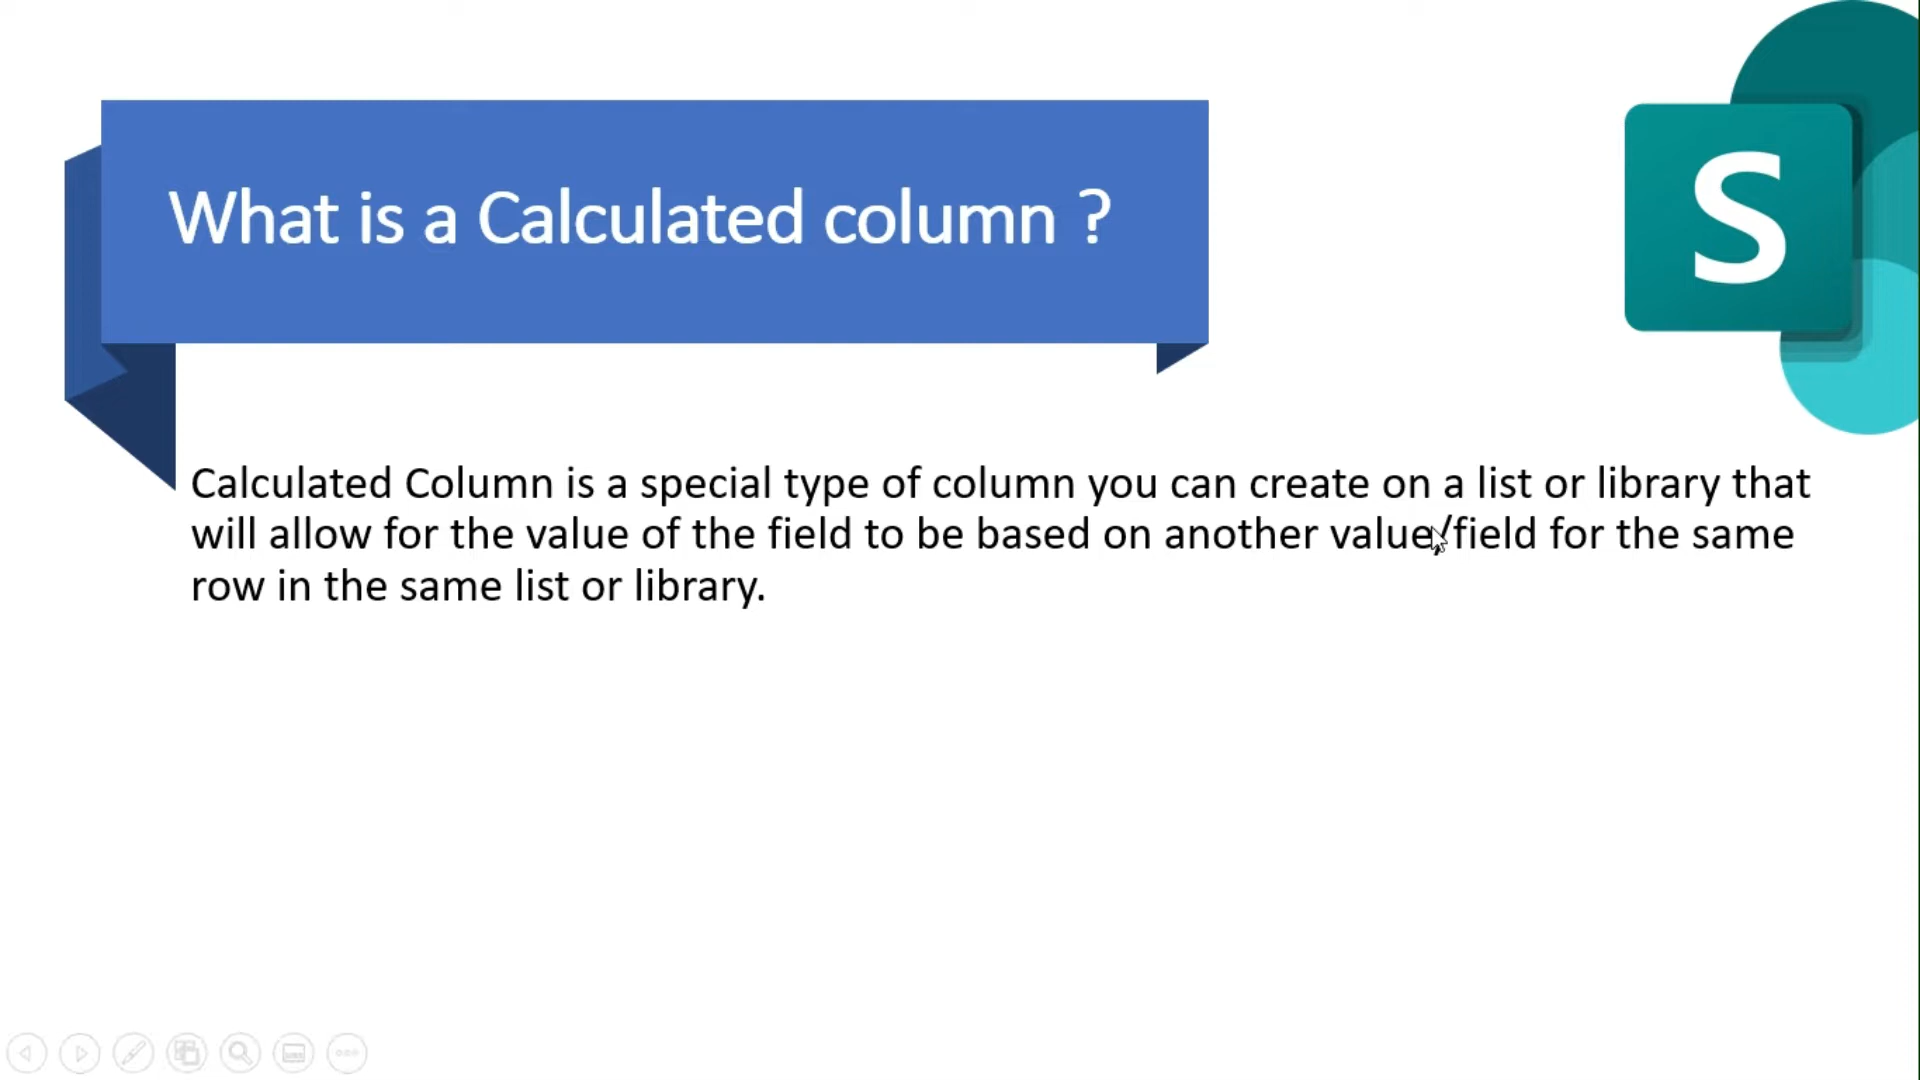 What is a Calculated column ?
S
Calculated Column is a special type of column you can create on a list or library that
will allow for the value of the field to be based on another value/field for the same
row in the same list or library.